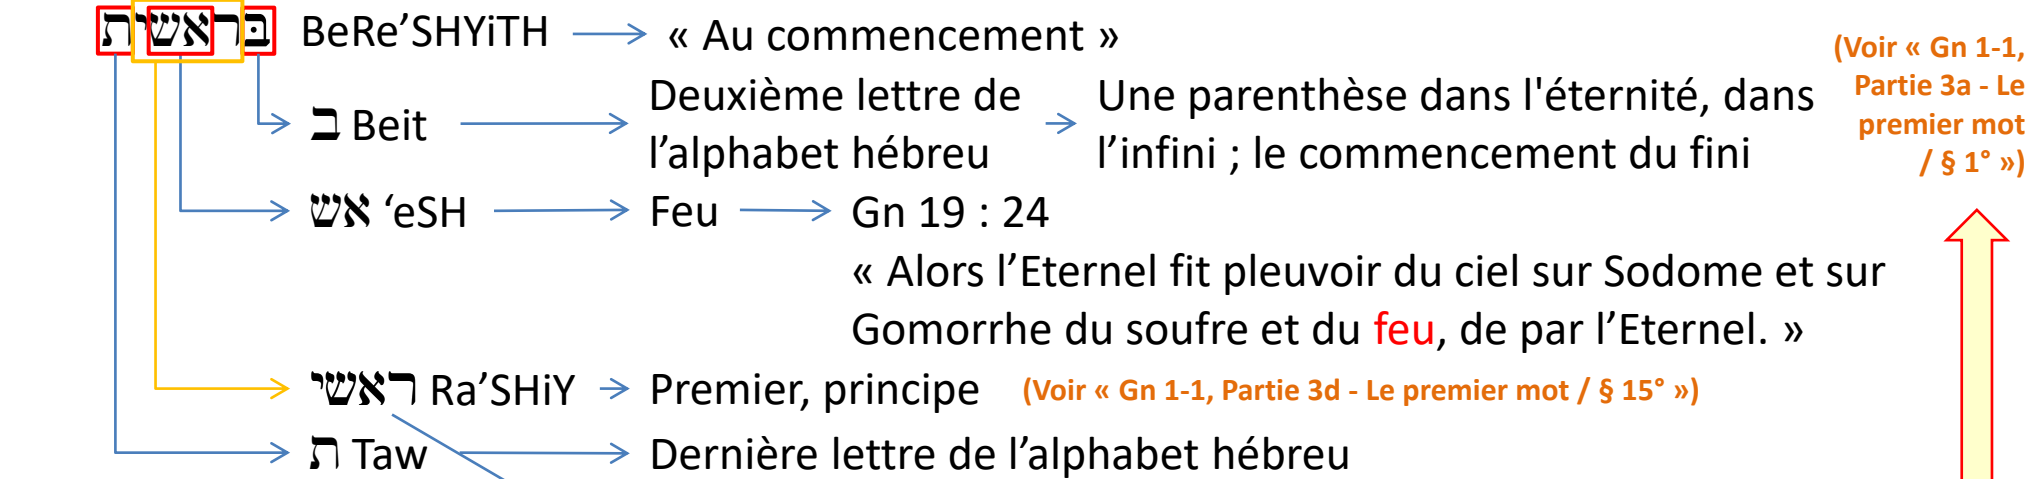 בּראשית BeRe’SHYiTH « Au commencement »
(Voir « Gn 1-1,
Partie 3a - Le
premier mot
/ § 1° »)
ב Beit
Deuxième lettre de
l’alphabet hébreu
Une parenthèse dans l'éternité, dans
l’infini ; le commencement du fini
אש ‘eSH Feu Gn 19 : 24
« Alors l’Eternel fit pleuvoir du ciel sur Sodome et sur
Gomorrhe du soufre et du feu, de par l’Eternel. »
ראשי Ra’SHiY Premier, principe (Voir « Gn 1-1, Partie 3d - Le premier mot / § 15° »)
ת Taw Dernière lettre de l’alphabet hébreu